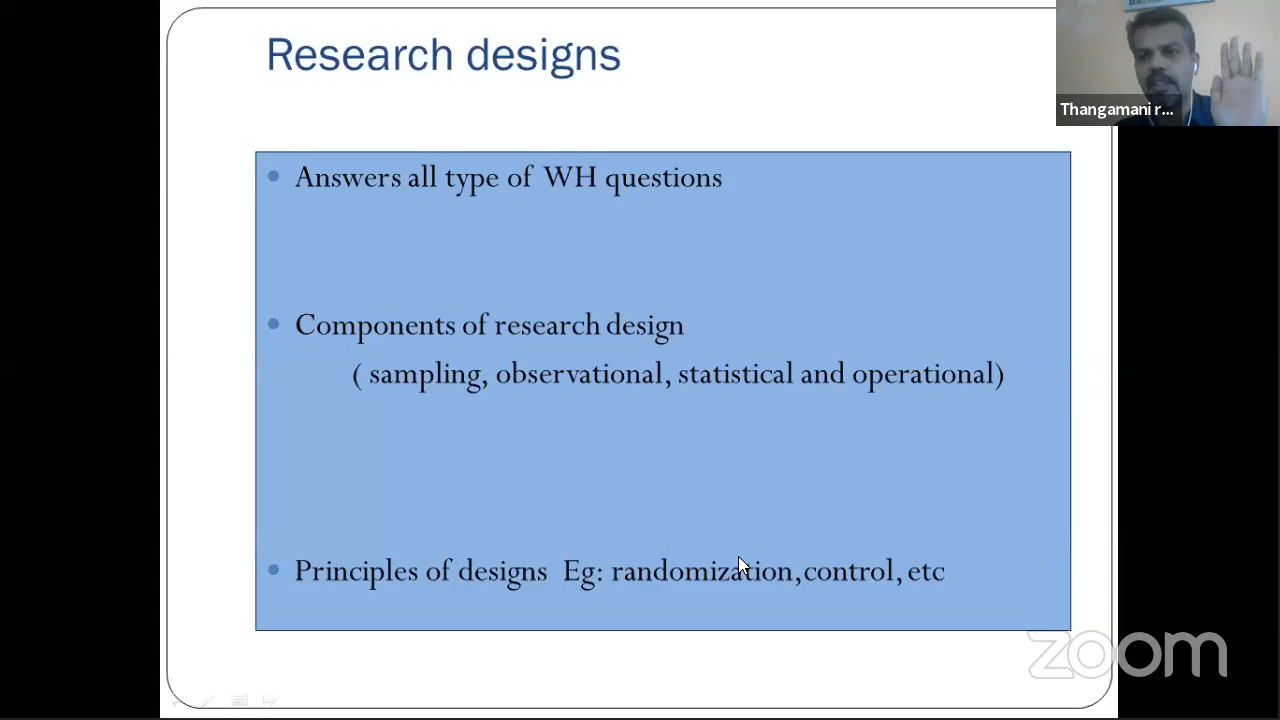 Research designs
Thangamani r...
Answers all type of WH questions
Components of research design
( sampling, observational, statistical and operational)
Principles of designs Eg: randomization,control, etc
zoom